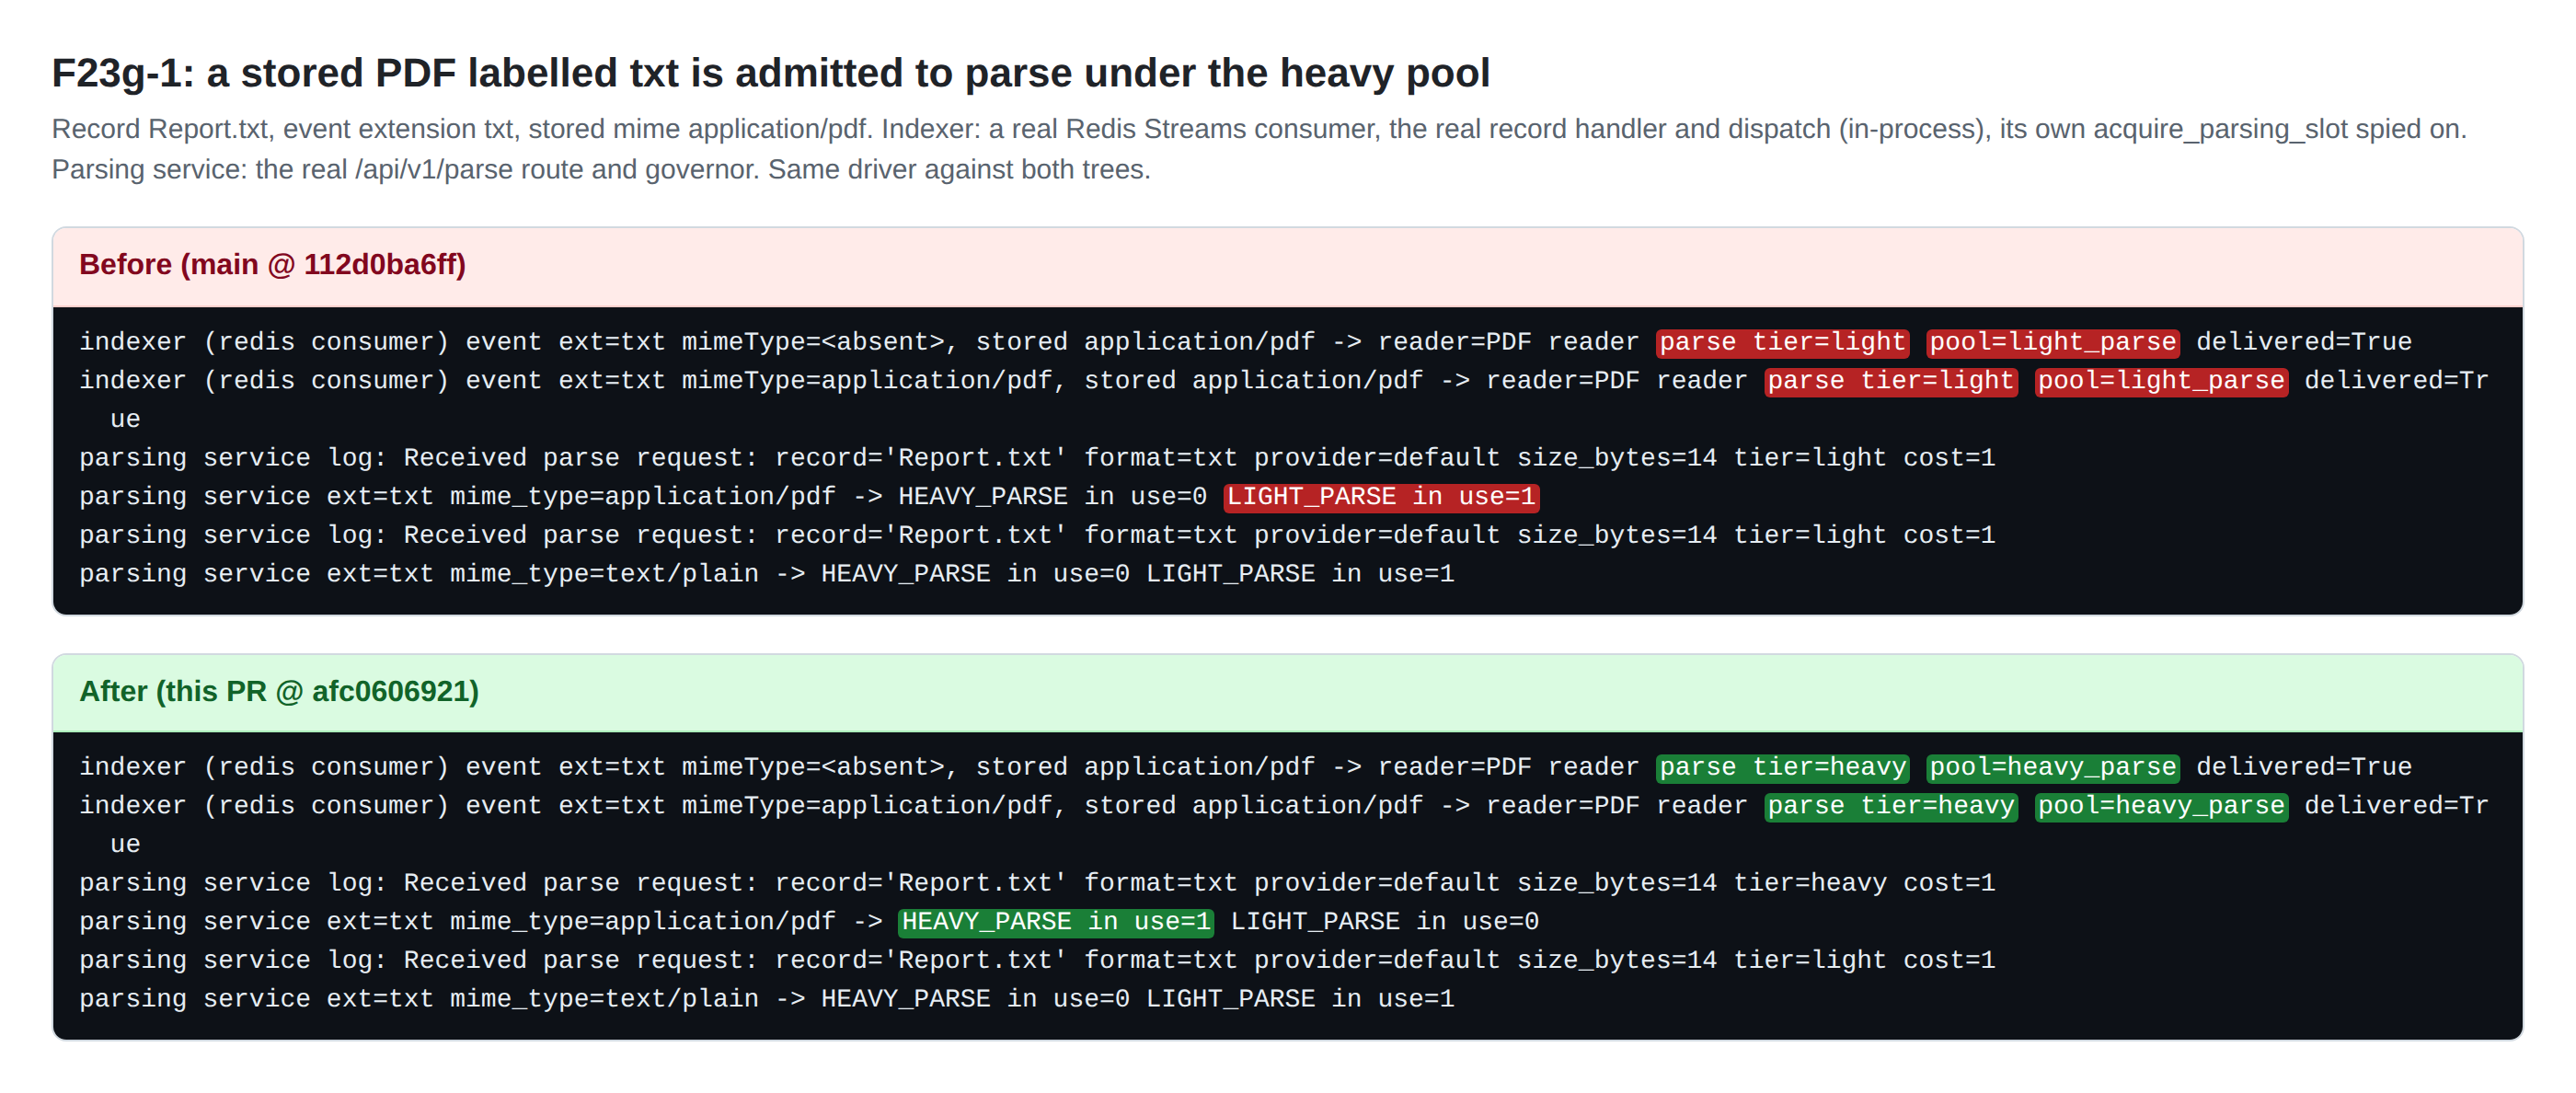 F23g-1: a stored PDF labelled txt is admitted to parse under the heavy pool
Record Report.txt, event extension txt, stored mime application/pdf. Indexer: a real Redis Streams consumer, the real record handler and dispatch (in-process), its own acquire_parsing_slot spied on.
Parsing service: the real /api/v1/parse route and governor. Same driver against both trees.
Before (main @ 112d0ba6ff)
indexer (redis consumer) event ext=txt mimeType=<absent>, stored application/pdf -> reader=PDF reader parse tier=light pool=light_parse delivered=True
indexer (redis consumer) event ext=txt mimeType=application/pdf, stored application/pdf -> reader=PDF reader parse tier=light pool=light_parse delivered=Tr
ue
parsing service log: Received parse request: record='Report.txt' format=txt provider=default size_bytes=14 tier=light cost=1
parsing service ext=txt mime_type=application/pdf -> HEAVY_PARSE in use=0 LIGHT_PARSE in use=1
parsing service log: Received parse request: record='Report.txt' format=txt provider=default size_bytes=14 tier=light cost=1
parsing service ext=txt mime_type=text/plain -> HEAVY_PARSE in use=0 LIGHT_PARSE in use=1
After (this PR @ afc0606921)
indexer (redis consumer) event ext=txt mimeType=<absent>, stored application/pdf -> reader=PDF reader parse tier=heavy pool=heavy_parse delivered=True
indexer (redis consumer) event ext=txt mimeType=application/pdf, stored application/pdf -> reader=PDF reader parse tier=heavy pool=heavy_parse delivered=Tr
ue
parsing service log: Received parse request: record='Report.txt' format=txt provider=default size_bytes=14 tier=heavy cost=1
parsing service ext=txt mime_type=application/pdf -> HEAVY_PARSE in use=1 LIGHT_PARSE in use=0
parsing service log: Received parse request: record='Report.txt' format=txt provider=default size_bytes=14 tier=light cost=1
parsing service ext=txt mime_type=text/plain -> HEAVY_PARSE in use=0 LIGHT_PARSE in use=1